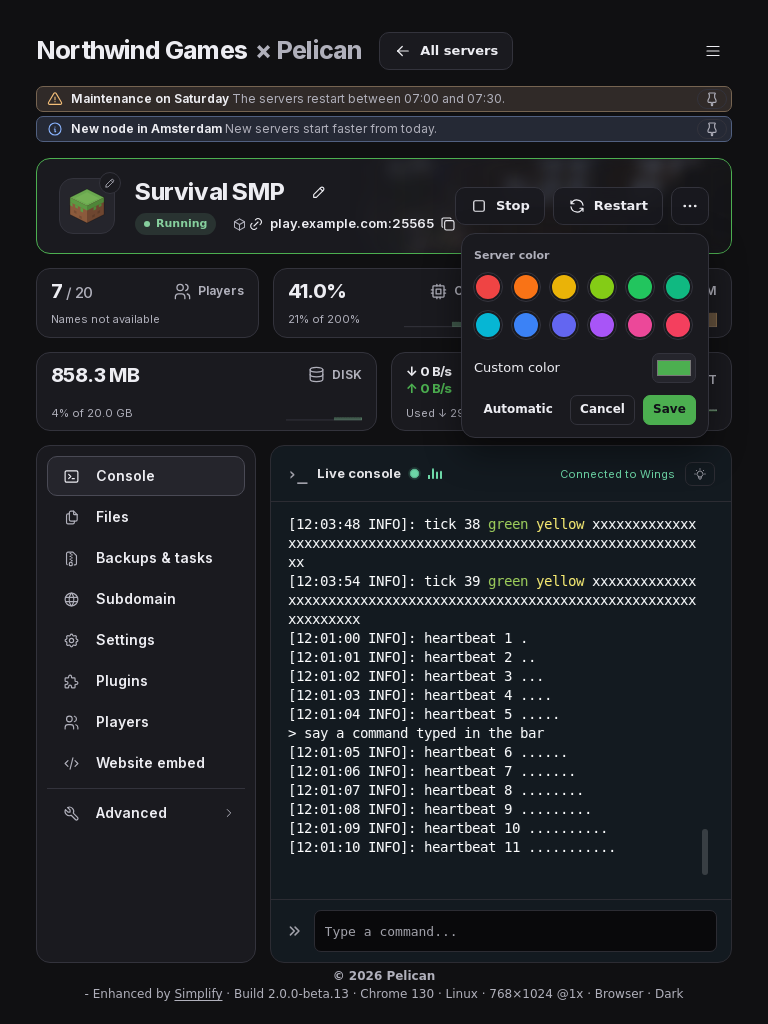 Northwind Games × Pelican
All servers
Maintenance on Saturday The servers restart between 07:00 and 07:30.
New node in Amsterdam New servers start faster from today.
Survival SMP
Running
play.example.com:25565
Stop
Restart
Server color
Custom color
Automatic
Cancel
Save
7 / 20
Players
Names not available
41.0%
21% of 200%
858.3 MB
DISK
4% of 20.0 GB
↓ 0 B/s
↑ 0 B/s
Used ↓
Console
Files
Backups & tasks
Subdomain
Settings
Plugins
Players
Website embed
Advanced
Live console
Connected to Wings
[12:03:48 INFO]: tick 38 green yellow xxxxxxxxxxxxx
xxxxxxxxxxxxxxxxxxxxxxxxxxxxxxxxxxxxxxxxxxxxxxxxxxx
xx
[12:03:54 INFO]: tick 39 green yellow xxxxxxxxxxxxx
xxxxxxxxxxxxxxxxxxxxxxxxxxxxxxxxxxxxxxxxxxxxxxxxxxx
xxxxxxxxx
[12:01:00 INFO]: heartbeat 1 .
[12:01:01 INFO]: heartbeat 2 ..
[12:01:02 INFO]: heartbeat 3 ...
[12:01:03 INFO]: heartbeat 4 ....
[12:01:04 INFO]: heartbeat 5 .....
> say a command typed in the bar
[12:01:05 INFO]: heartbeat 6 ......
[12:01:06 INFO]: heartbeat 7 .......
[12:01:07 INFO]: heartbeat 8 ........
[12:01:08 INFO]: heartbeat 9 .........
[12:01:09 INFO]: heartbeat 10 ..........
[12:01:10 INFO]: heartbeat 11 ...........
Type a command...
© 2026 Pelican
- Enhanced by Simplify · Build 2.0.0-beta.13 · Chrome 130 · Linux · 768×1024 @1x · Browser · Dark